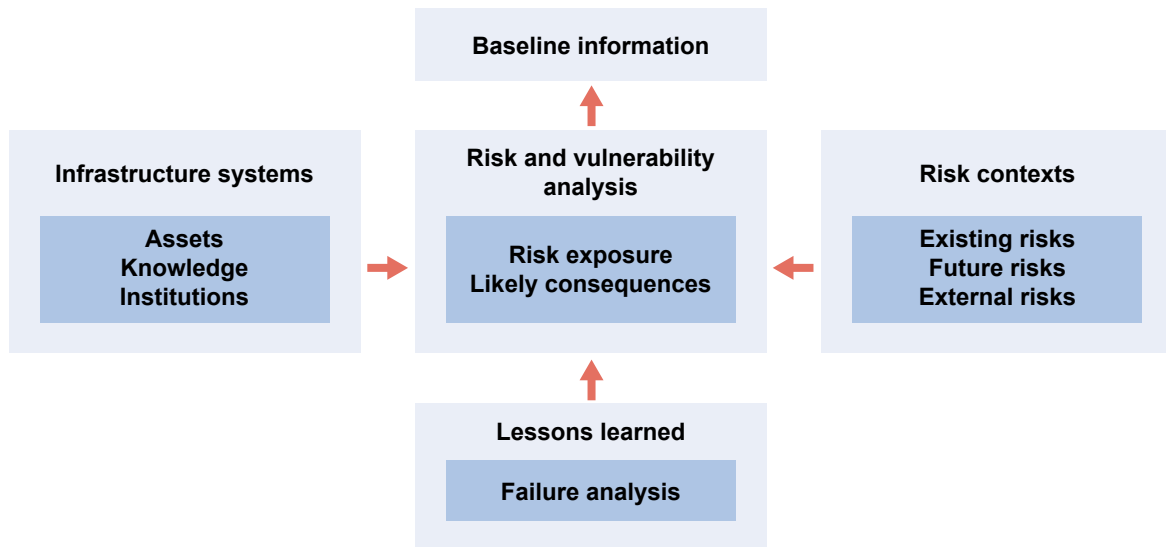 Baseline information
Infrastructure systems
Assets
Knowledge
Institutions
Risk and vulnerability
analysis
Risk exposure
Likely consequences
Risk contexts
Existing risks
Future risks
External risks
Lessons learned
Failure analysis